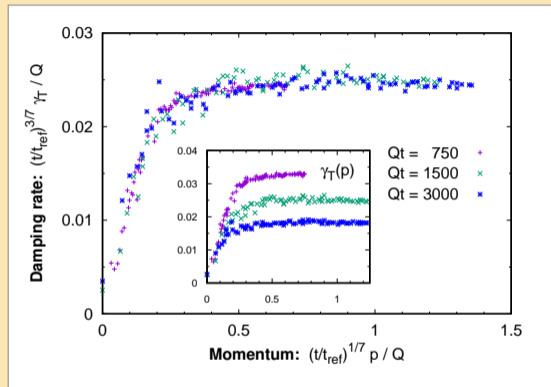 0.03
0.02
0.01
0
Damping rate: (t/t_ref)^3/7 γ_T / Q
0.04
0.03
0.02
0.01
0
γ_T(p)
0 0.5 1
Qt = 750
Qt = 1500
Qt = 3000
0 0.5 1 1.5
Momentum: (t/t_ref)^1/7 p / Q